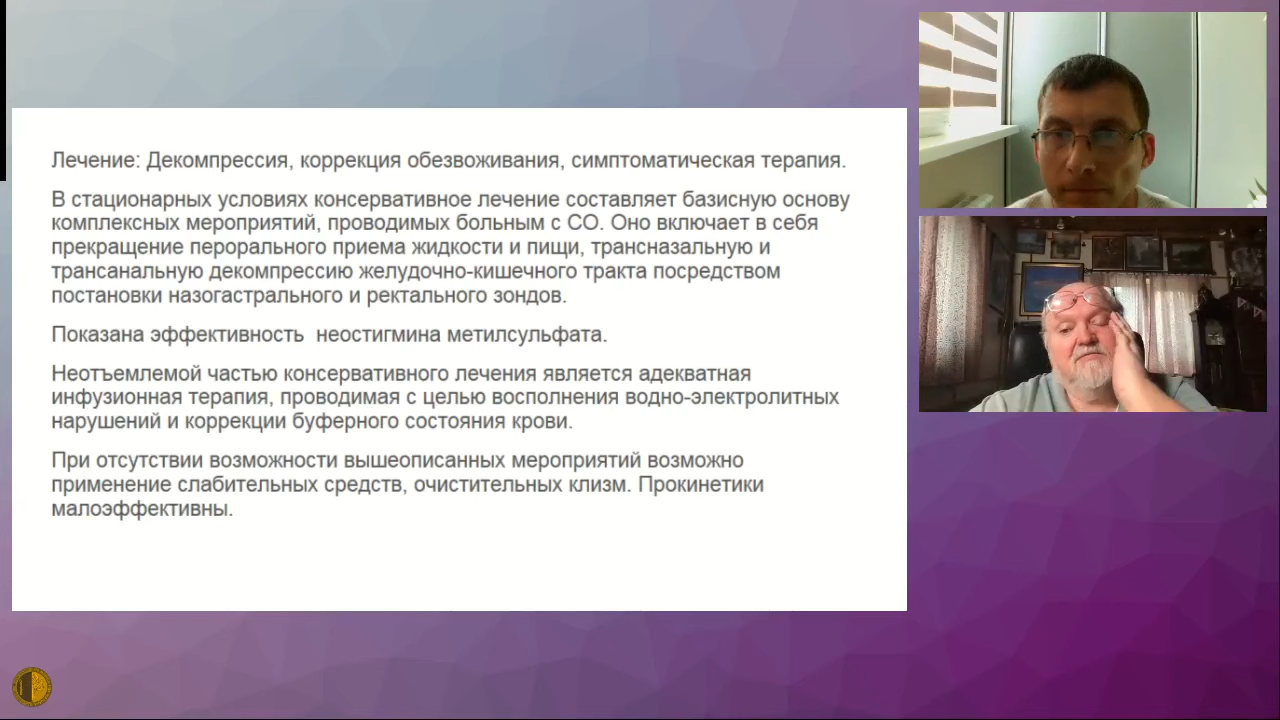 Лечение: Декомпрессия, коррекция обезвоживания, симптоматическая терапия.
В стационарных условиях консервативное лечение составляет базисную основу
комплексных мероприятий, проводимых больным с СО. Оно включает в себя
прекращение перорального приема жидкости и пищи, трансназальную и
трансанальную декомпрессию желудочно-кишечного тракта посредством
постановки назогастрального и ректального зондов.
Показана эффективность  неостигмина метилсульфата.
Неотъемлемой частью консервативного лечения является адекватная
инфузионная терапия, проводимая с целью восполнения водно-электролитных
нарушений и коррекции буферного состояния крови.
При отсутствии возможности вышеописанных мероприятий возможно
применение слабительных средств, очистительных клизм. Прокинетики
малоэффективны.